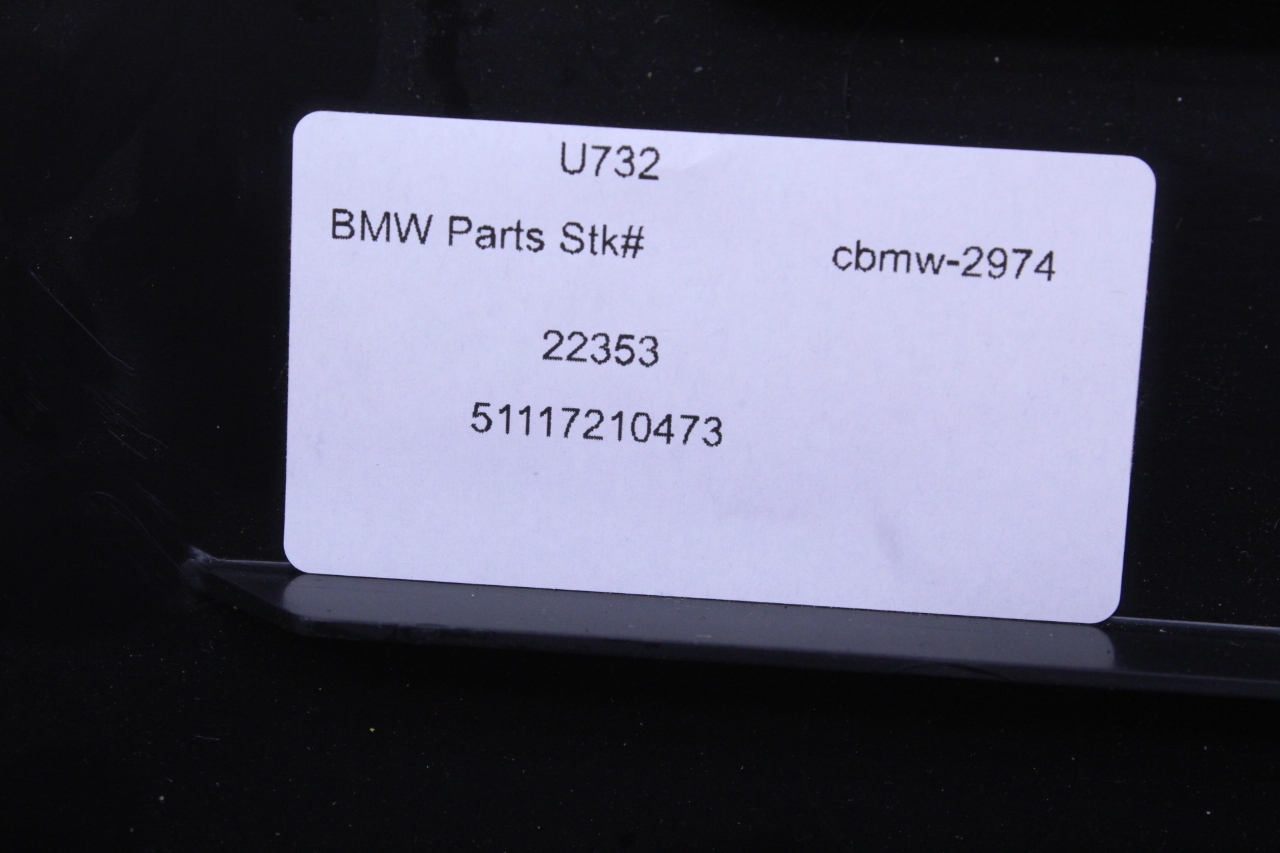 U732
BMW Parts Stk# cbmw-2974
22353
51117210473